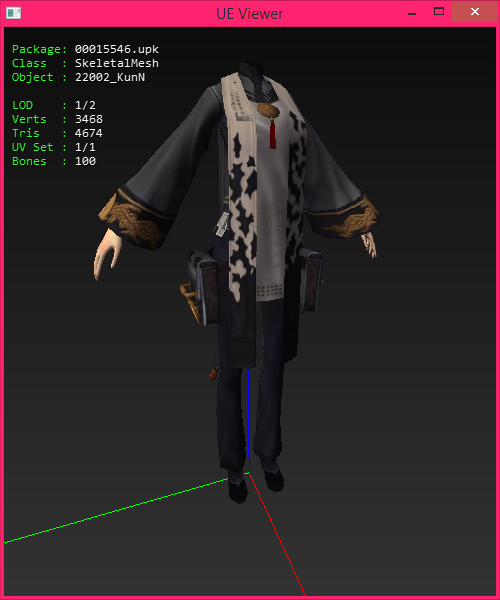 UE Viewer
Package: 00015546.upk
Class  : SkeletalMesh
Object : 22002_KunN
LOD    : 1/2
Verts  : 3468
Tris   : 4674
UV Set : 1/1
Bones  : 100